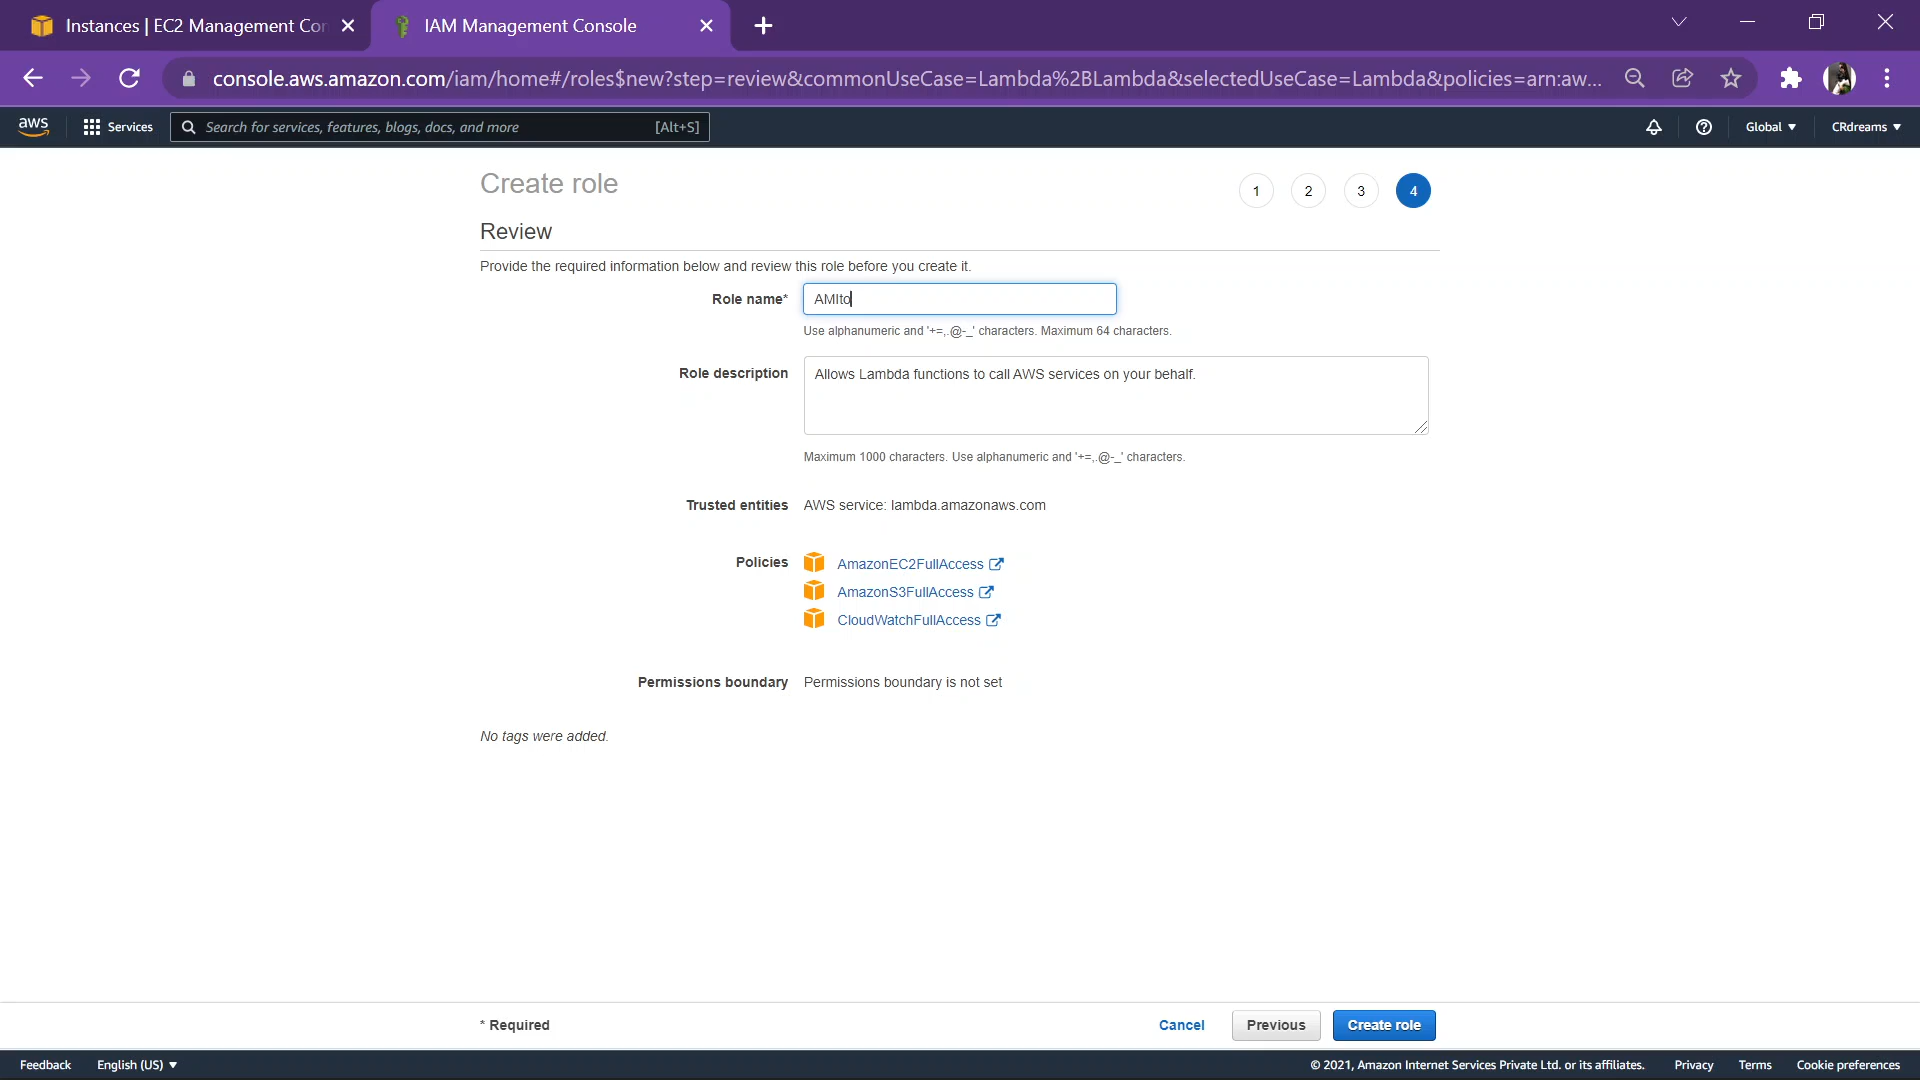 Instances | EC2 Management Con
IAM Management Console
console.aws.amazon.com/iam/home#/roles$new?step=review&commonUseCase=Lambda%2BLambda&selectedUseCase=Lambda&policies=arn:aw...
aws
Services
Search for services, features, blogs, docs, and more
[Alt+S]
Global
CRdreams
Create role
1 2 3 4
Review
Provide the required information below and review this role before you create it.
Role name*
AMIto
Use alphanumeric and '+=,.@-_' characters. Maximum 64 characters.
Role description
Allows Lambda functions to call AWS services on your behalf.
Maximum 1000 characters. Use alphanumeric and '+=,.@-_' characters.
Trusted entities
AWS service: lambda.amazonaws.com
Policies
AmazonEC2FullAccess
AmazonS3FullAccess
CloudWatchFullAccess
Permissions boundary
Permissions boundary is not set
No tags were added.
* Required
Cancel
Previous
Create role
Feedback
English (US)
© 2021, Amazon Internet Services Private Ltd. or its affiliates.
Privacy
Terms
Cookie preferences